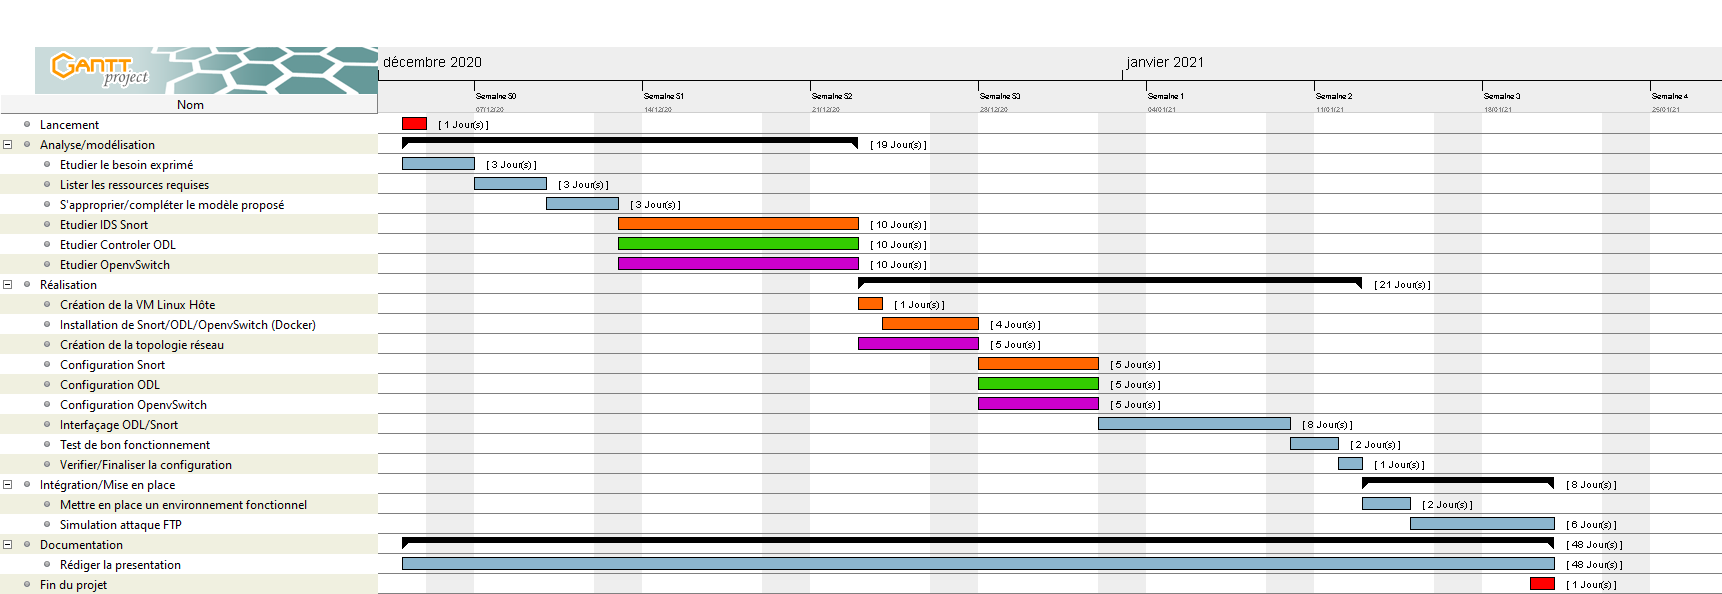 GANTT
project
décembre 2020
janvier 2021
Semaine 50
Semaine 51
Semaine 52
Semaine 53
Semaine 1
Semaine 2
Semaine 3
Semaine 4
Nom
07/12/20
14/12/20
21/12/20
28/12/20
04/01/21
11/01/21
18/01/21
25/01/21
Lancement [ 1 Jour(s) ]
Analyse/modélisation [ 19 Jour(s) ]
Etudier le besoin exprimé [ 3 Jour(s) ]
Lister les ressources requises [ 3 Jour(s) ]
S'approprier/compléter le modèle proposé [ 3 Jour(s) ]
Etudier IDS Snort [ 10 Jour(s) ]
Etudier Controler ODL [ 10 Jour(s) ]
Etudier OpenvSwitch [ 10 Jour(s) ]
Réalisation [ 21 Jour(s) ]
Création de la VM Linux Hôte [ 1 Jour(s) ]
Installation de Snort/ODL/OpenvSwitch (Docker) [ 4 Jour(s) ]
Création de la topologie réseau [ 5 Jour(s) ]
Configuration Snort [ 5 Jour(s) ]
Configuration ODL [ 5 Jour(s) ]
Configuration OpenvSwitch [ 5 Jour(s) ]
Interfaçage ODL/Snort [ 8 Jour(s) ]
Test de bon fonctionnement [ 2 Jour(s) ]
Verifier/Finaliser la configuration [ 1 Jour(s) ]
Intégration/Mise en place [ 8 Jour(s) ]
Mettre en place un environnement fonctionnel [ 2 Jour(s) ]
Simulation attaque FTP [ 6 Jour(s) ]
Documentation [ 48 Jour(s) ]
Rédiger la presentation [ 48 Jour(s) ]
Fin du projet [ 1 Jour(s) ]